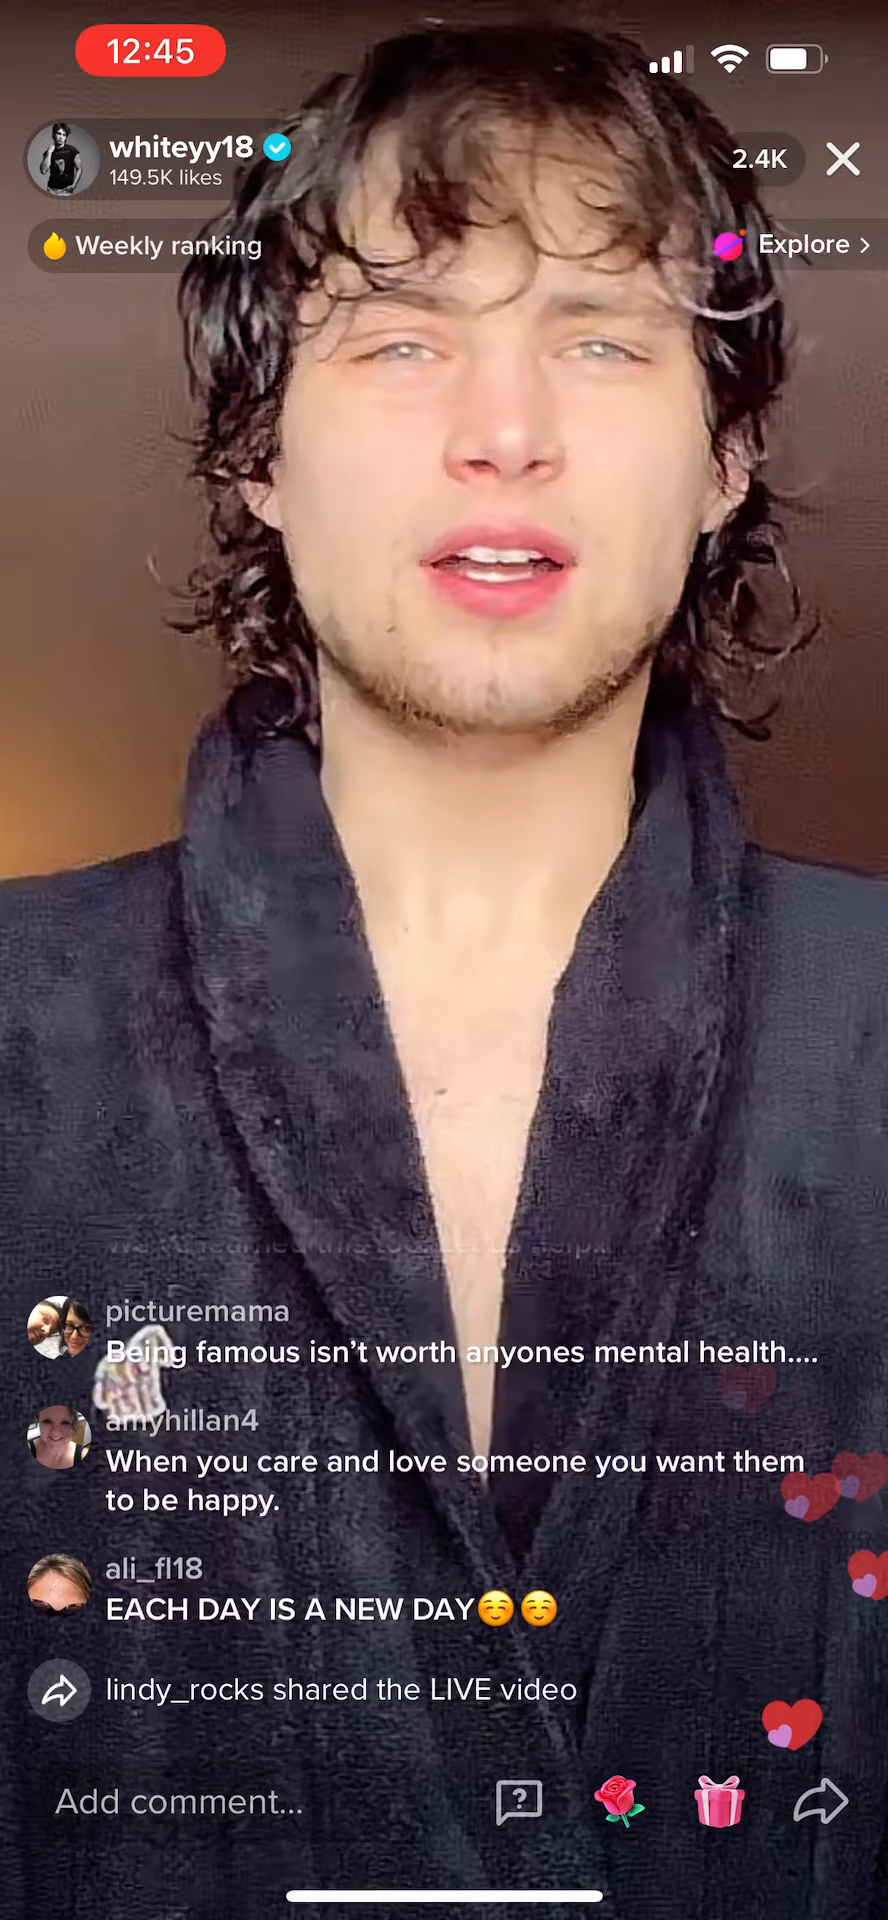 12:45
whiteyy18
149.5K likes
2.4K
Weekly ranking
Explore >
picturemama
Being famous isn't worth anyones mental health....
amyhillan4
When you care and love someone you want them
to be happy.
ali_fl18
EACH DAY IS A NEW DAY☺️☺️
lindy_rocks shared the LIVE video
Add comment...